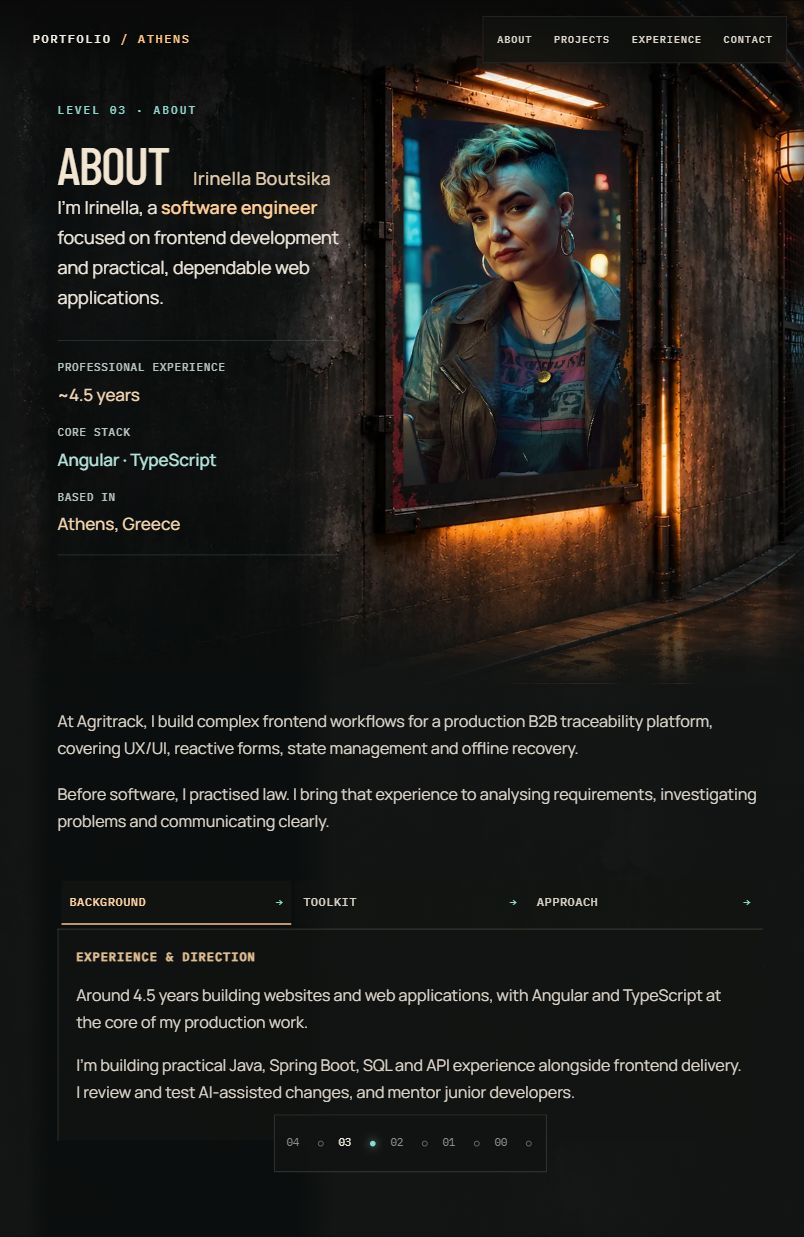 PORTFOLIO / ATHENS
ABOUT PROJECTS EXPERIENCE CONTACT
LEVEL 03 · ABOUT
ABOUT Irinella Boutsika
I'm Irinella, a software engineer
focused on frontend development
and practical, dependable web
applications.
PROFESSIONAL EXPERIENCE
~4.5 years
CORE STACK
Angular · TypeScript
BASED IN
Athens, Greece
At Agritrack, I build complex frontend workflows for a production B2B traceability platform,
covering UX/UI, reactive forms, state management and offline recovery.
Before software, I practised law. I bring that experience to analysing requirements, investigating
problems and communicating clearly.
BACKGROUND → TOOLKIT → APPROACH →
EXPERIENCE & DIRECTION
Around 4.5 years building websites and web applications, with Angular and TypeScript at
the core of my production work.
I'm building practical Java, Spring Boot, SQL and API experience alongside frontend delivery.
I review and test AI-assisted changes, and mentor junior developers.
04 03 02 01 00